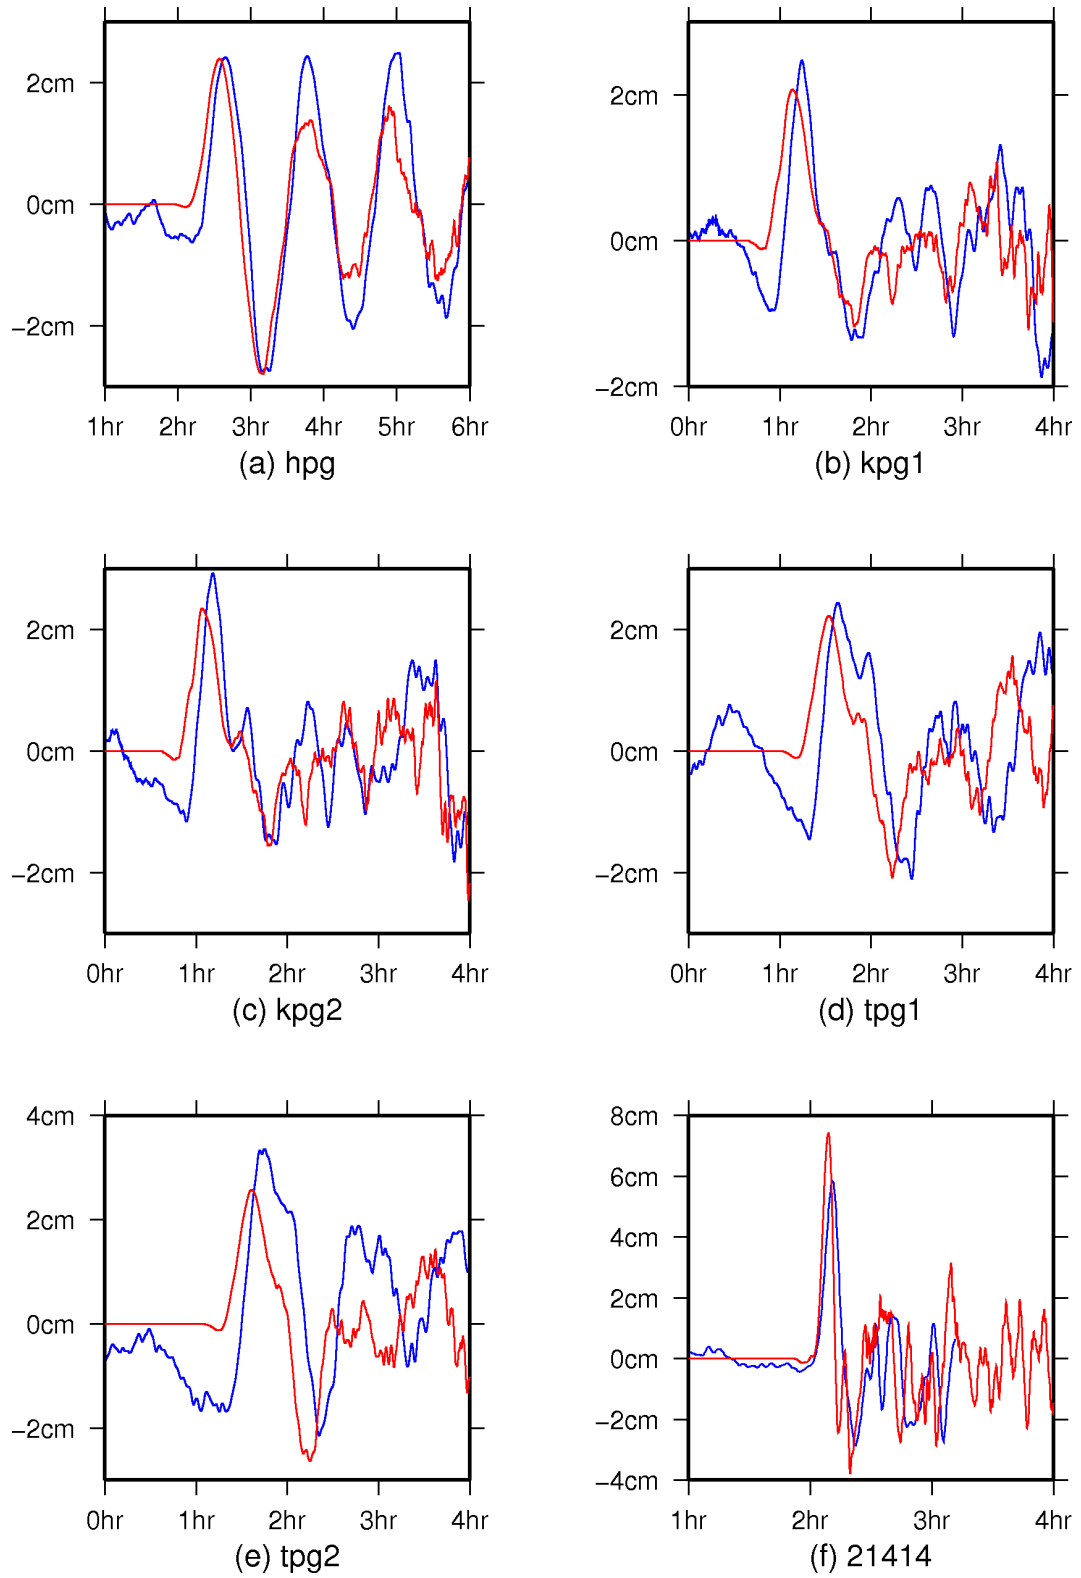 2cm
0cm
−2cm
1hr 2hr 3hr 4hr 5hr 6hr
(a) hpg
2cm
0cm
−2cm
0hr 1hr 2hr 3hr 4hr
(b) kpg1
2cm
0cm
−2cm
0hr 1hr 2hr 3hr 4hr
(c) kpg2
2cm
0cm
−2cm
0hr 1hr 2hr 3hr 4hr
(d) tpg1
4cm
2cm
0cm
−2cm
0hr 1hr 2hr 3hr 4hr
(e) tpg2
8cm
6cm
4cm
2cm
0cm
−2cm
−4cm
1hr 2hr 3hr 4hr
(f) 21414